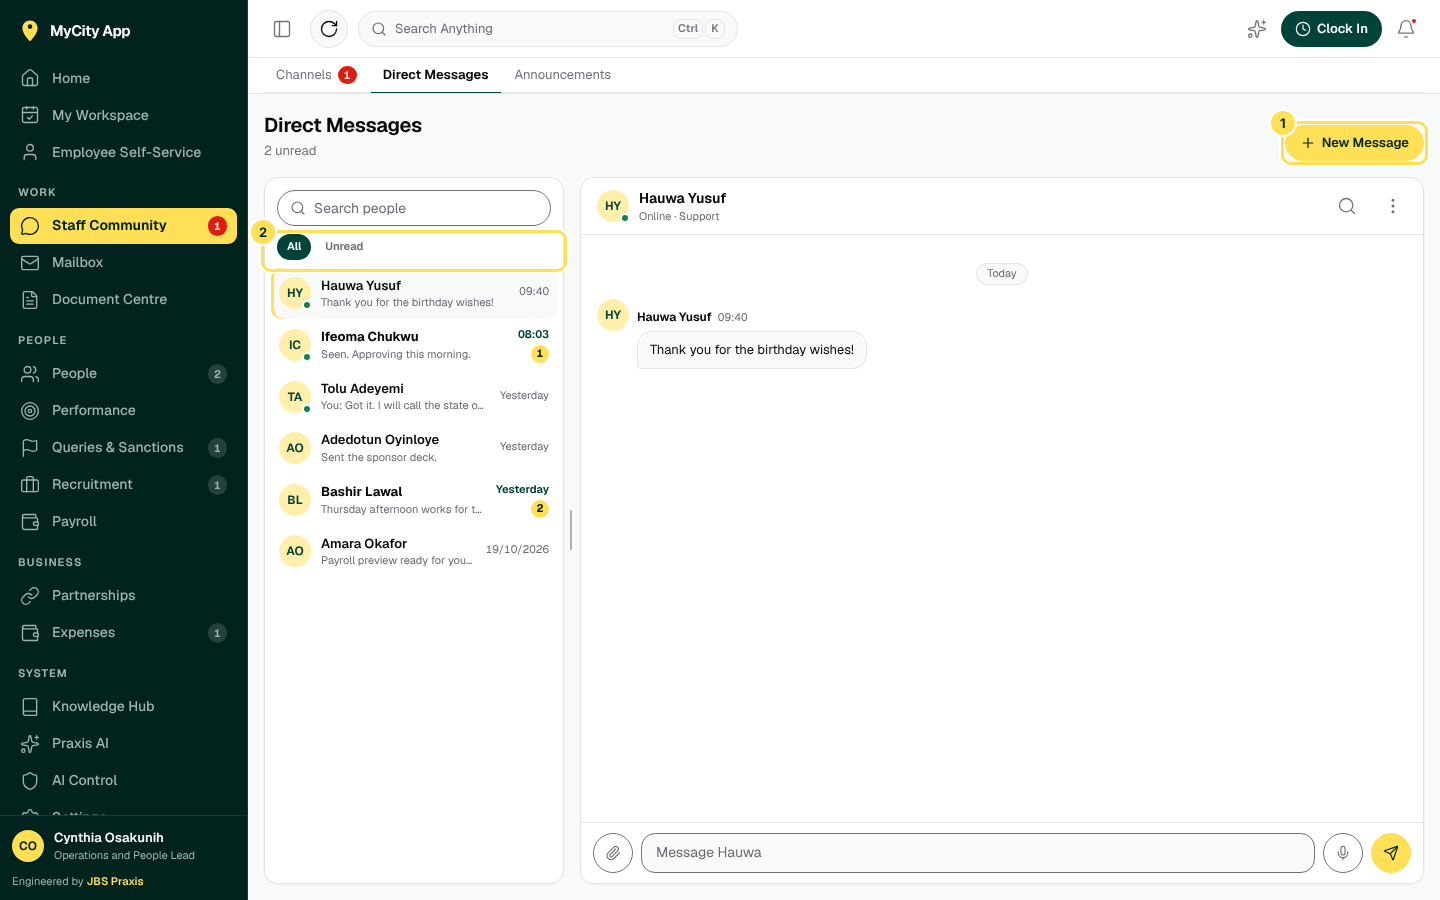 MyCity App
Home
My Workspace
Employee Self-Service
WORK
Staff Community 1
Mailbox
Document Centre
PEOPLE
People 2
Performance
Queries & Sanctions 1
Recruitment 1
Payroll
BUSINESS
Partnerships
Expenses 1
SYSTEM
Knowledge Hub
Praxis AI
AI Control
CO
Cynthia Osakunih
Operations and People Lead
Engineered by JBS Praxis
Search Anything Ctrl K
Clock In
Channels 1 Direct Messages Announcements
Direct Messages
2 unread
1
New Message
Search people
2
All Unread
HY Hauwa Yusuf 09:40
Thank you for the birthday wishes!
IC Ifeoma Chukwu 08:03
Seen. Approving this morning. 1
TA Tolu Adeyemi Yesterday
You: Got it. I will call the state o...
AO Adedotun Oyinloye Yesterday
Sent the sponsor deck.
BL Bashir Lawal Yesterday
Thursday afternoon works for t... 2
AO Amara Okafor 19/10/2026
Payroll preview ready for you...
HY Hauwa Yusuf
Online · Support
Today
HY Hauwa Yusuf 09:40
Thank you for the birthday wishes!
Message Hauwa